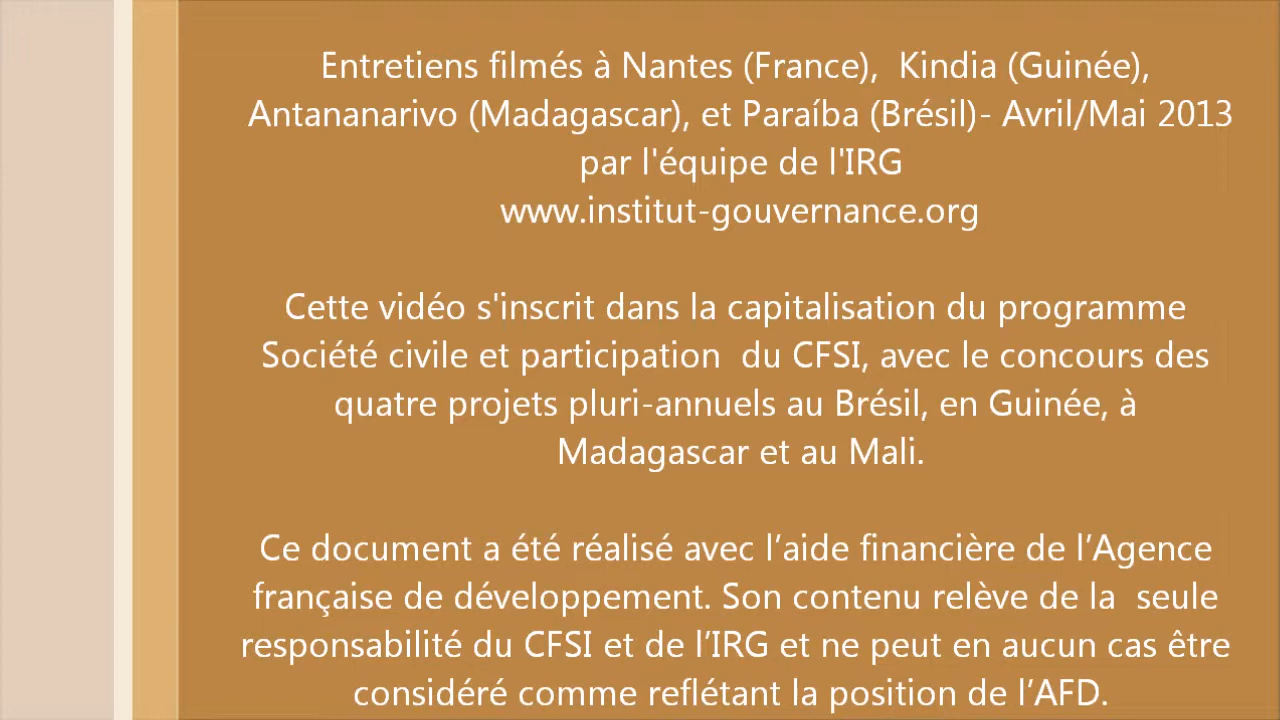 Entretiens filmés à Nantes (France),  Kindia (Guinée),
Antananarivo (Madagascar), et Paraíba (Brésil)- Avril/Mai 2013
par l'équipe de l'IRG
www.institut-gouvernance.org
Cette vidéo s'inscrit dans la capitalisation du programme
Société civile et participation  du CFSI, avec le concours des
quatre projets pluri-annuels au Brésil, en Guinée, à
Madagascar et au Mali.
Ce document a été réalisé avec l’aide financière de l’Agence
française de développement. Son contenu relève de la  seule
responsabilité du CFSI et de l’IRG et ne peut en aucun cas être
considéré comme reflétant la position de l’AFD.